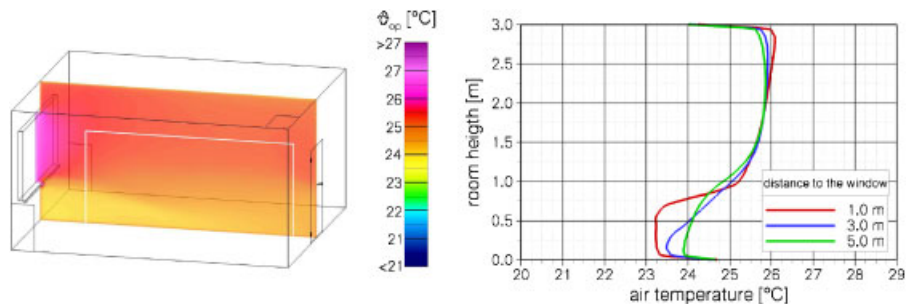 ϑop [°C]
>27
27
26
25
24
23
22
21
<21
room heigth [m]
3.0
2.5
2.0
1.5
1.0
0.5
0.0
distance to the window
1.0 m
3.0 m
5.0 m
20 21 22 23 24 25 26 27 28 29
air temperature [°C]